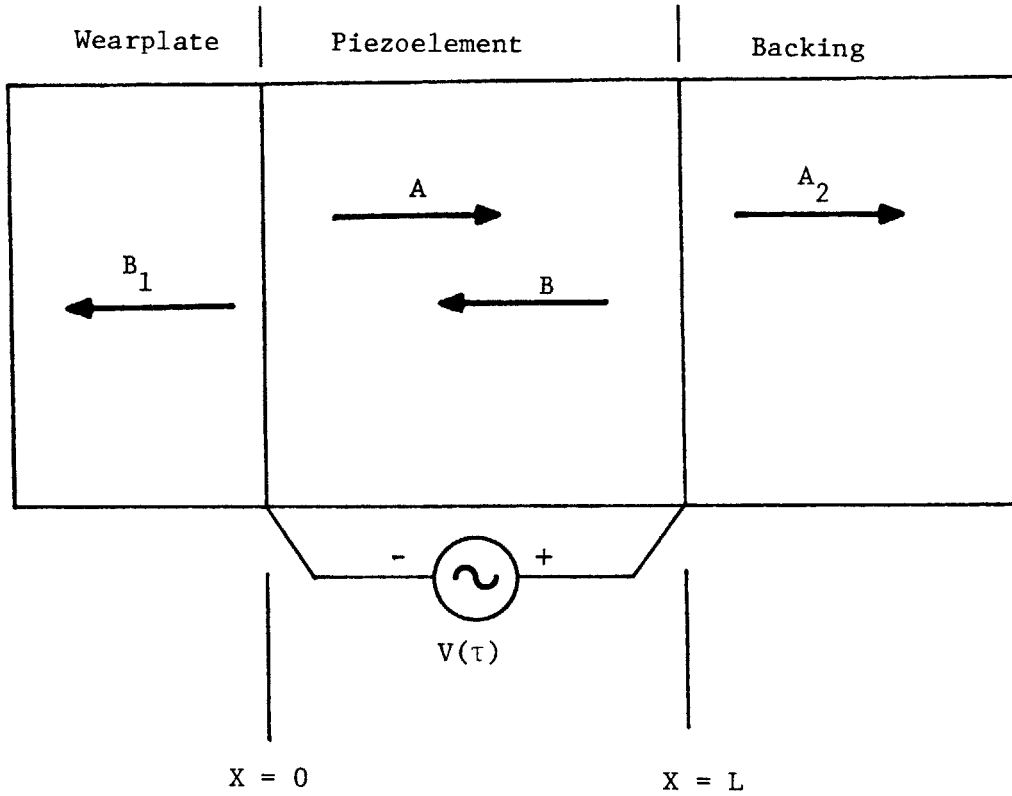 Wearplate Piezoelement Backing
A A₂
B₁ B
- +
V(τ)
X = 0 X = L